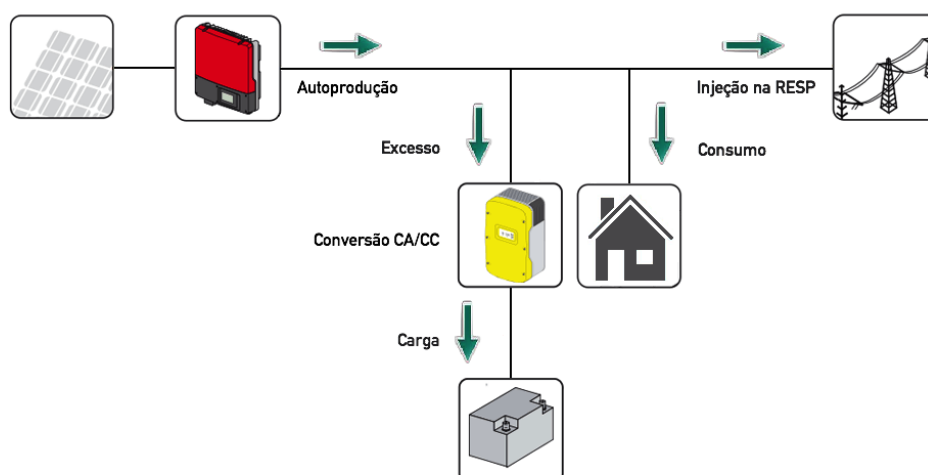 Autoprodução
Injeção na RESP
Excesso
Consumo
Conversão CA/CC
Carga